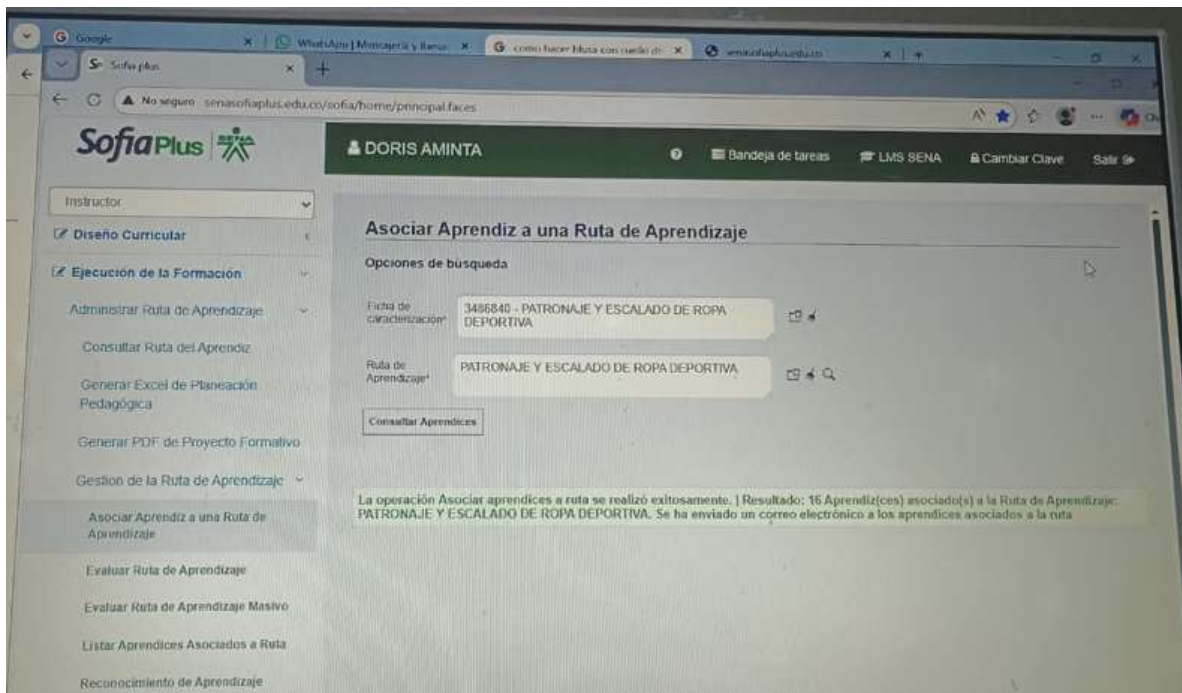 Google
WhatsApp | Mensajería y llamad
como hacer blusa con cuello de
senasofiaplus.edu.co
Sofia plus
No seguro senasofiaplus.edu.co/sofia/home/principal.faces
Sofia Plus SENA
DORIS AMINTA
Bandeja de tareas
LMS SENA
Cambiar Clave
Salir
Instructor
Diseño Curricular
Ejecución de la Formación
Administrar Ruta de Aprendizaje
Consultar Ruta del Aprendiz
Generar Excel de Planeación
Pedagógica
Generar PDF de Proyecto Formativo
Gestion de la Ruta de Aprendizaje
Asociar Aprendiz a una Ruta de
Aprendizaje
Evaluar Ruta de Aprendizaje
Evaluar Ruta de Aprendizaje Masivo
Listar Aprendices Asociados a Ruta
Reconocimiento de Aprendizaje
Asociar Aprendiz a una Ruta de Aprendizaje
Opciones de búsqueda
Ficha de
caracterización*
3486840 - PATRONAJE Y ESCALADO DE ROPA
DEPORTIVA
Ruta de
Aprendizaje*
PATRONAJE Y ESCALADO DE ROPA DEPORTIVA
Consultar Aprendices
La operación Asociar aprendices a ruta se realizó exitosamente. | Resultado: 16 Aprendiz(ces) asociado(s) a la Ruta de Aprendizaje:
PATRONAJE Y ESCALADO DE ROPA DEPORTIVA. Se ha enviado un correo electrónico a los aprendices asociados a la ruta